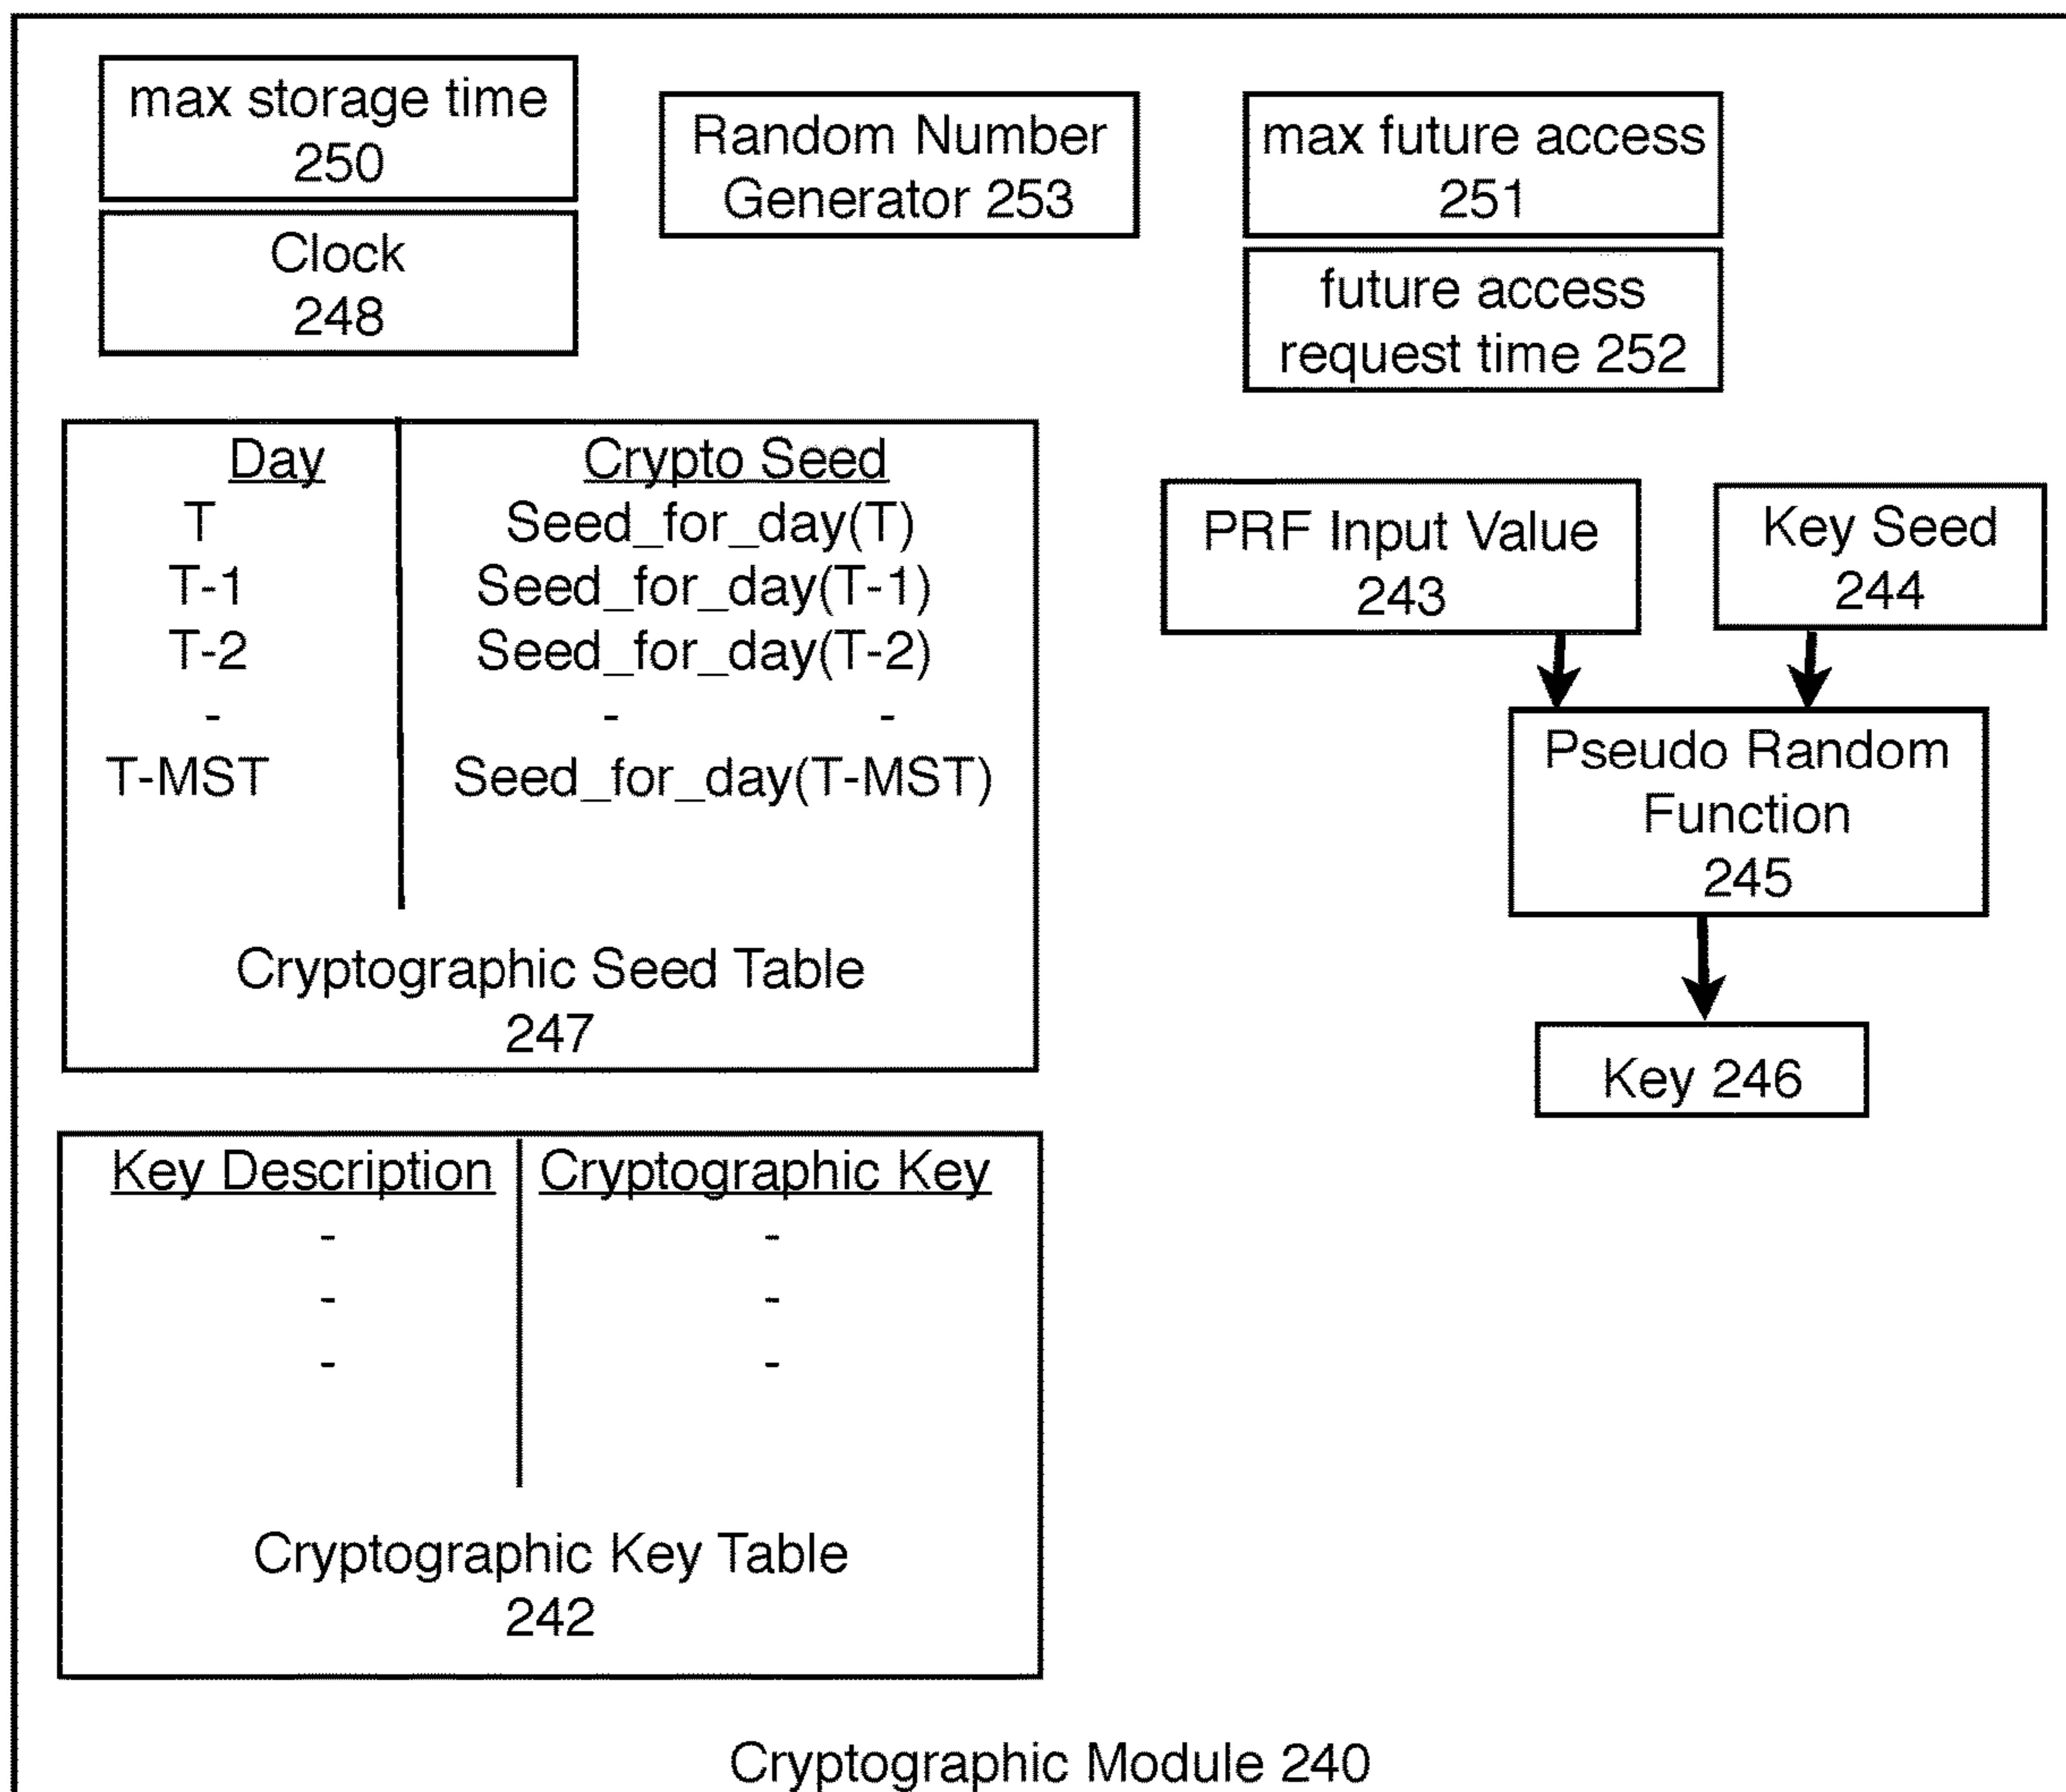 max storage time
250
Clock
248
Random Number
Generator 253
max future access
251
future access
request time 252
Day Crypto Seed
T Seed_for_day(T)
T-1 Seed_for_day(T-1)
T-2 Seed_for_day(T-2)
- - -
T-MST Seed_for_day(T-MST)
Cryptographic Seed Table
247
PRF Input Value
243
Key Seed
244
Pseudo Random
Function
245
Key 246
Key Description Cryptographic Key
- -
- -
- -
Cryptographic Key Table
242
Cryptographic Module 240